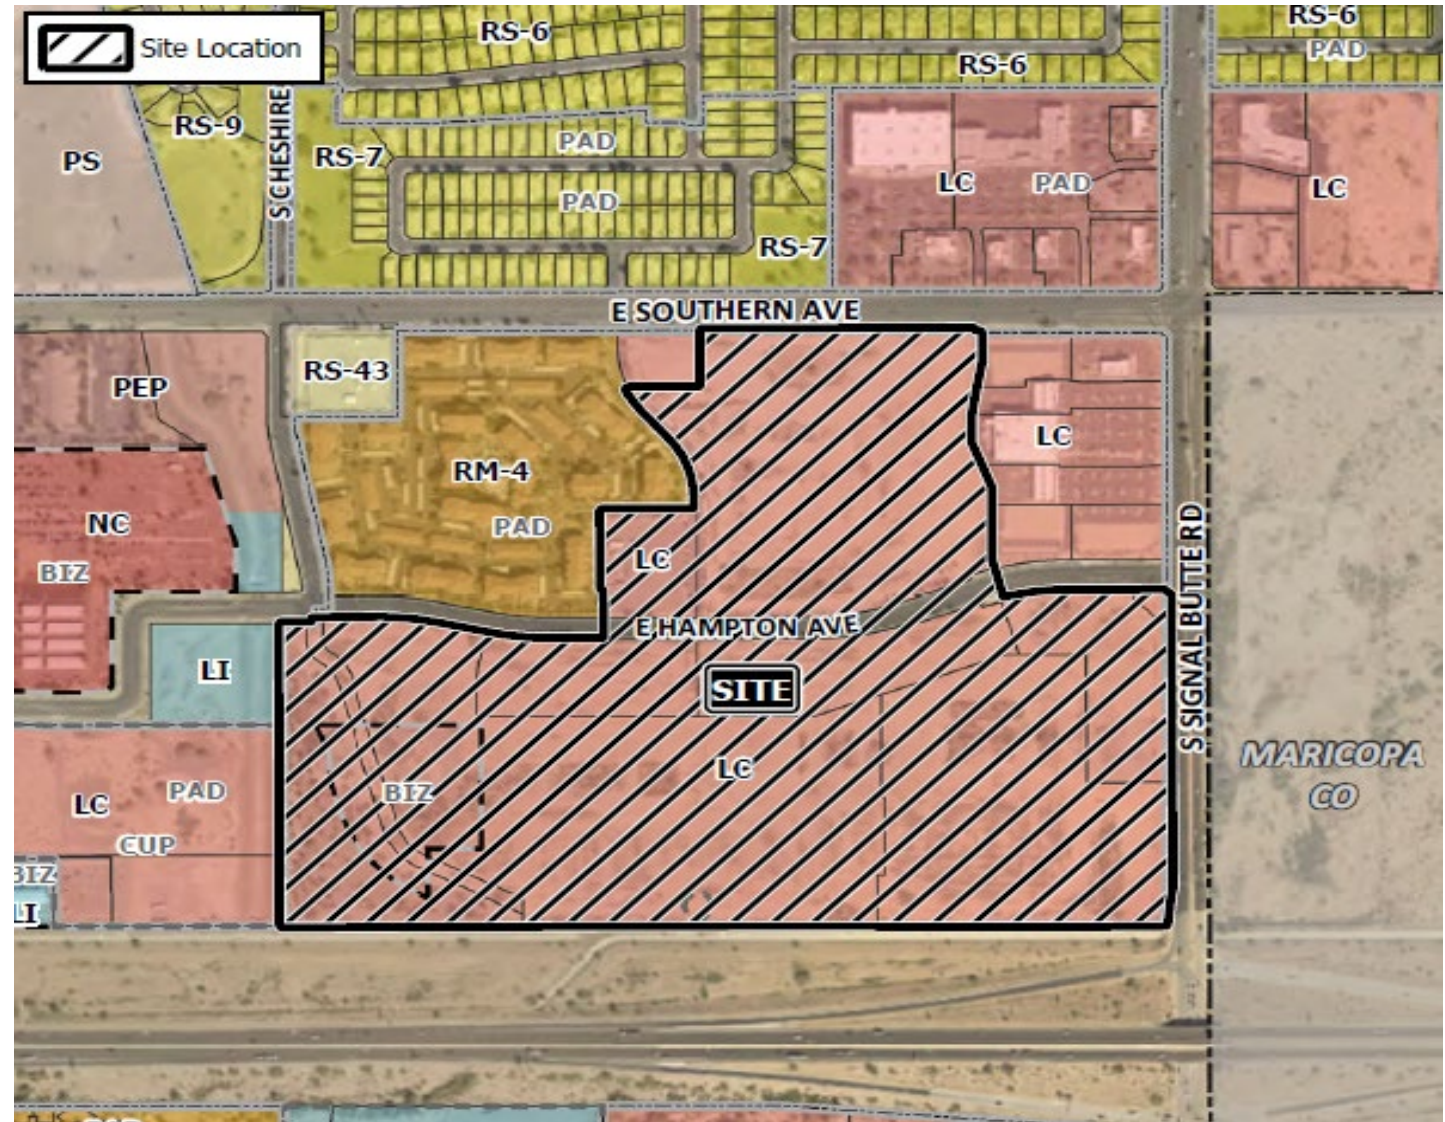 Site Location
RS-6
RS-6
RS-6
PAD
RS-9
PS
S CHESHIRE
RS-7
PAD
PAD
RS-7
LC
PAD
LC
E SOUTHERN AVE
RS-43
PEP
RM-4
PAD
NC
BIZ
LC
LC
E HAMPTON AVE
S SIGNAL BUTTE RD
LI
SITE
LC
BIZ
MARICOPA
CO
LC
PAD
CUP
BIZ
LI